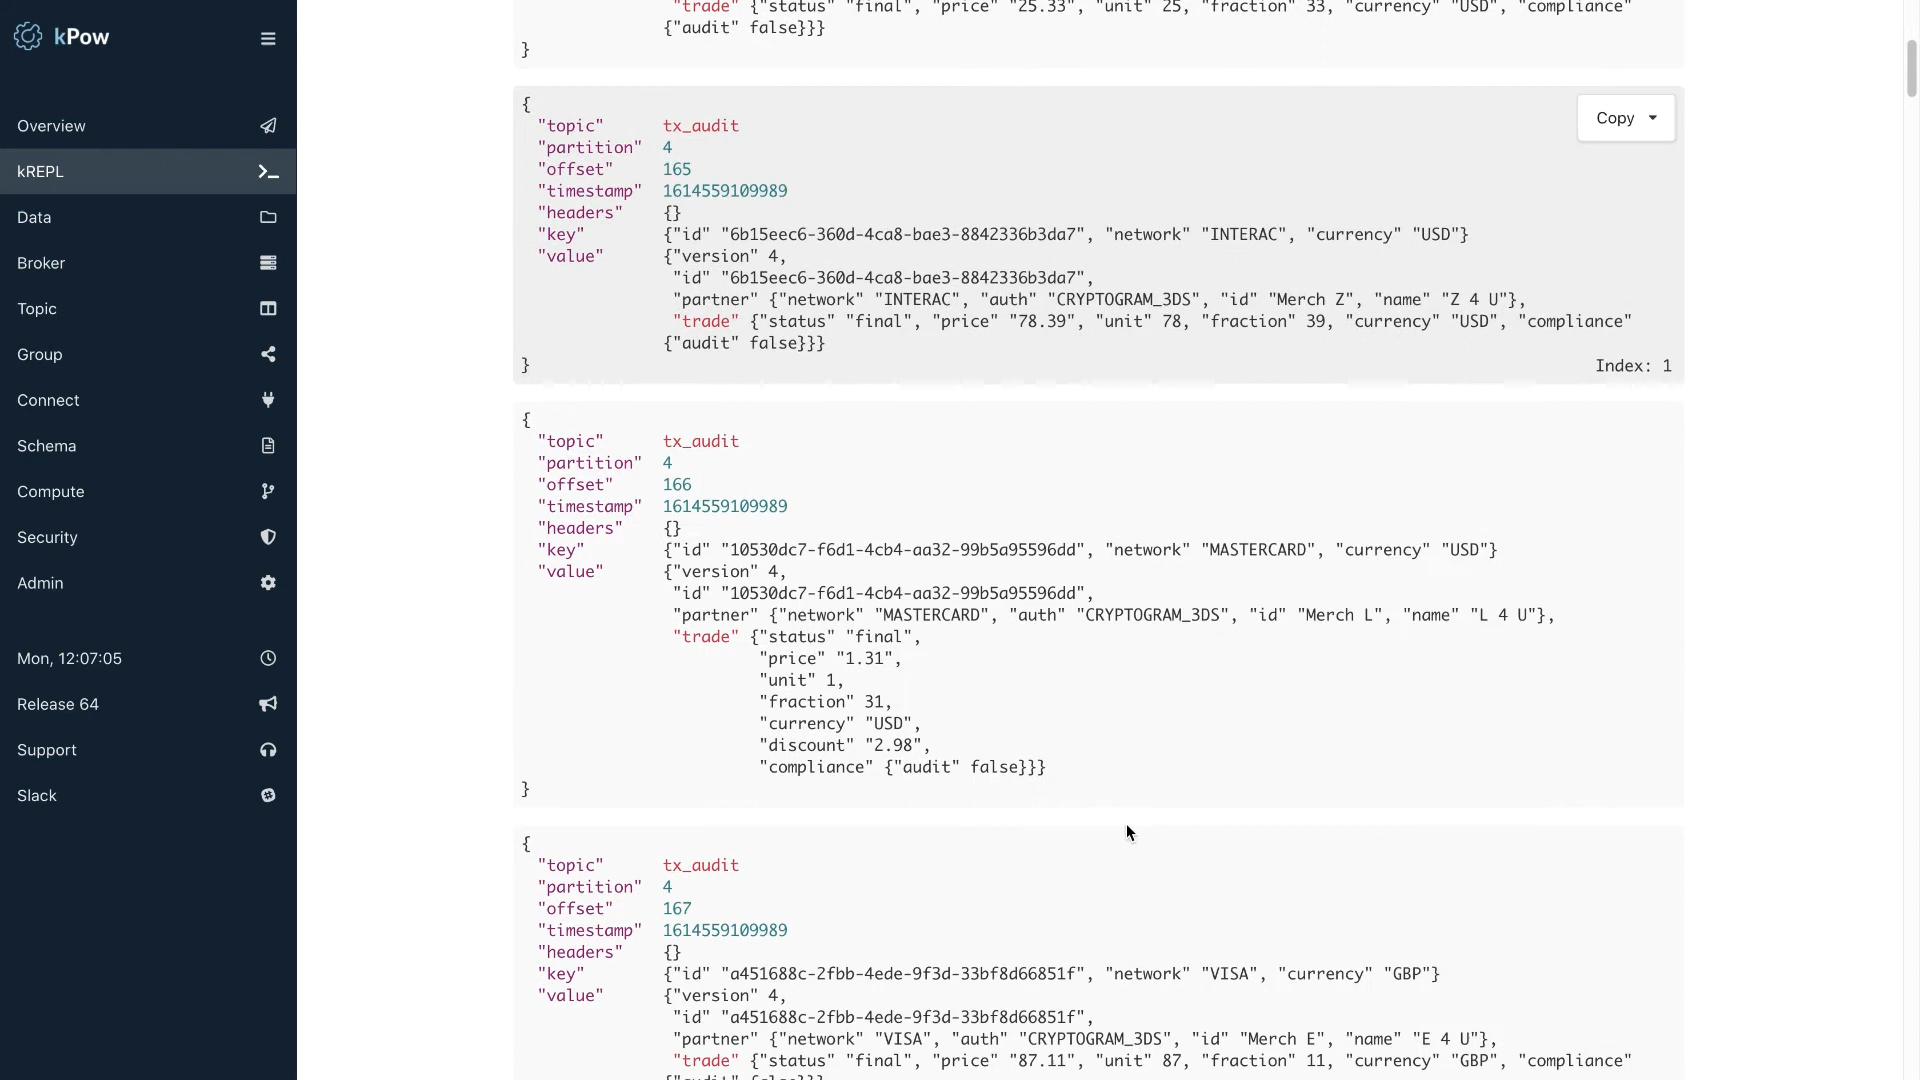 kPow
Overview
kREPL
Data
Broker
Topic
Group
Connect
Schema
Compute
Security
Admin
Mon, 12:07:05
Release 64
Support
Slack
"trade" {"status" "final", "price" "25.33", "unit" 25, "fraction" 33, "currency" "USD", "compliance"
{"audit" false}}}
}
{
Copy
"topic" tx_audit
"partition" 4
"offset" 165
"timestamp" 1614559109989
"headers" {}
"key" {"id" "6b15eec6-360d-4ca8-bae3-8842336b3da7", "network" "INTERAC", "currency" "USD"}
"value" {"version" 4,
"id" "6b15eec6-360d-4ca8-bae3-8842336b3da7",
"partner" {"network" "INTERAC", "auth" "CRYPTOGRAM_3DS", "id" "Merch Z", "name" "Z 4 U"},
"trade" {"status" "final", "price" "78.39", "unit" 78, "fraction" 39, "currency" "USD", "compliance"
{"audit" false}}}
}
Index: 1
{
"topic" tx_audit
"partition" 4
"offset" 166
"timestamp" 1614559109989
"headers" {}
"key" {"id" "10530dc7-f6d1-4cb4-aa32-99b5a95596dd", "network" "MASTERCARD", "currency" "USD"}
"value" {"version" 4,
"id" "10530dc7-f6d1-4cb4-aa32-99b5a95596dd",
"partner" {"network" "MASTERCARD", "auth" "CRYPTOGRAM_3DS", "id" "Merch L", "name" "L 4 U"},
"trade" {"status" "final",
"price" "1.31",
"unit" 1,
"fraction" 31,
"currency" "USD",
"discount" "2.98",
"compliance" {"audit" false}}}
}
{
"topic" tx_audit
"partition" 4
"offset" 167
"timestamp" 1614559109989
"headers" {}
"key" {"id" "a451688c-2fbb-4ede-9f3d-33bf8d66851f", "network" "VISA", "currency" "GBP"}
"value" {"version" 4,
"id" "a451688c-2fbb-4ede-9f3d-33bf8d66851f",
"partner" {"network" "VISA", "auth" "CRYPTOGRAM_3DS", "id" "Merch E", "name" "E 4 U"},
"trade" {"status" "final", "price" "87.11", "unit" 87, "fraction" 11, "currency" "GBP", "compliance"